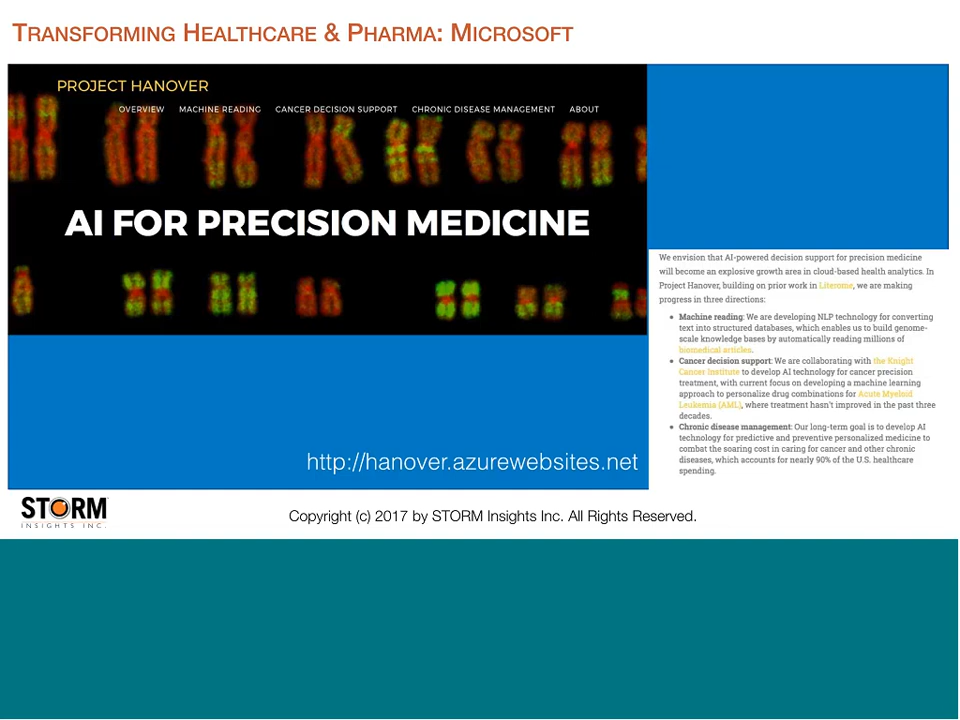 TRANSFORMING HEALTHCARE & PHARMA: MICROSOFT
PROJECT HANOVER
OVERVIEW MACHINE READING CANCER DECISION SUPPORT CHRONIC DISEASE MANAGEMENT ABOUT
AI FOR PRECISION MEDICINE
We envision that AI-powered decision support for precision medicine
will become an explosive growth area in cloud-based health analytics. In
Project Hanover, building on prior work in Literome, we are making
progress in three directions:
• Machine reading: We are developing NLP technology for converting
text into structured databases, which enables us to build genome-
scale knowledge bases by automatically reading millions of
biomedical articles.
• Cancer decision support: We are collaborating with the Knight
Cancer Institute to develop AI technology for cancer precision
treatment, with current focus on developing a machine learning
approach to personalize drug combinations for Acute Myeloid
Leukemia (AML), where treatment hasn't improved in the past three
decades.
• Chronic disease management: Our long-term goal is to develop AI
technology for predictive and preventive personalized medicine to
combat the soaring cost in caring for cancer and other chronic
diseases, which accounts for nearly 90% of the U.S. healthcare
spending.
http://hanover.azurewebsites.net
STORM
INSIGHTS INC.
Copyright (c) 2017 by STORM Insights Inc. All Rights Reserved.